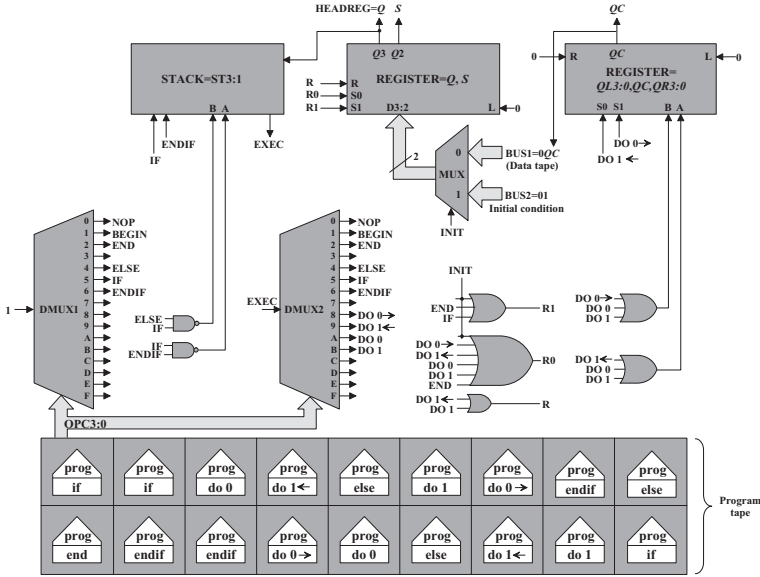 HEADREG=Q S QC
Q3 Q2 QC
STACK=ST3:1
B A
IF
ENDIF
EXEC
REGISTER=Q, S
R R
R0 S0
R1 S1
D3:2
L 0
0 R
L 0
REGISTER=
QL3:0,QC,QR3:0
S0 S1 B A
DO 0→
DO 1←
2
0
MUX
1
BUS1=0QC
(Data tape)
BUS2=01
Initial condition
INIT
1 DMUX1
0 NOP
1 BEGIN
2 END
3
4 ELSE
5 IF
6 ENDIF
7
8
9
A
B
C
D
E
F
ELSE
IF
IF
ENDIF
EXEC DMUX2
0 NOP
1 BEGIN
2 END
3
4 ELSE
5 IF
6 ENDIF
7
8 DO 0→
9 DO 1←
A DO 0
B DO 1
C
D
E
F
INIT
END
IF
R1
DO 0→
DO 1←
DO 0
DO 1
END
R0
DO 1←
DO 1
R
DO 0→
DO 0
DO 1
DO 1←
DO 0
DO 1
OPC3:0
prog prog prog prog prog prog prog prog prog
if if do 0 do 1← else do 1 do 0→ endif else
prog prog prog prog prog prog prog prog prog
end endif endif do 0→ do 0 else do 1← do 1 if
Program
tape